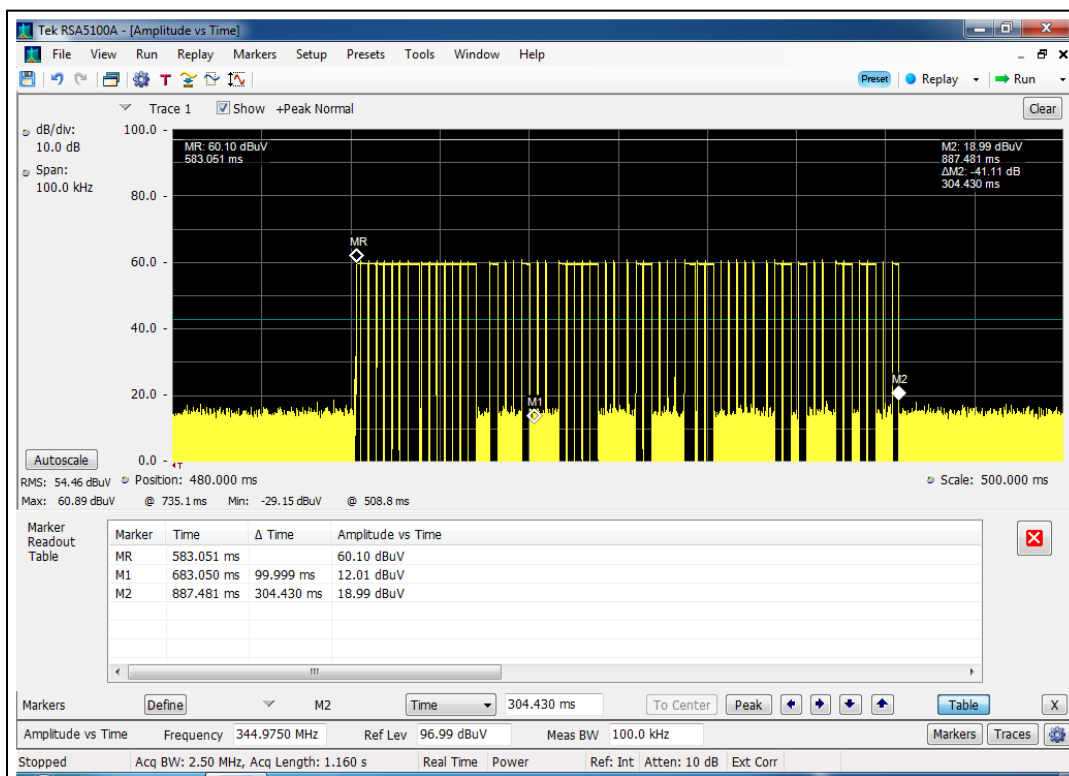 Tek RSA5100A - [Amplitude vs Time]
File View Run Replay Markers Setup Presets Tools Window Help
T Preset Replay Run
Trace 1 Show +Peak Normal Clear
dB/div:
10.0 dB
Span:
100.0 kHz
100.0 -
80.0 -
60.0 -
40.0 -
20.0 -
0.0 -
MR: 60.10 dBuV
583.051 ms
M2: 18.99 dBuV
887.481 ms
ΔM2: -41.11 dB
304.430 ms
MR
M1
M2
T
Autoscale
RMS: 54.46 dBuV Position: 480.000 ms Scale: 500.000 ms
Max: 60.89 dBuV @ 735.1 ms Min: -29.15 dBuV @ 508.8 ms
Marker
Readout
Table
Marker Time Δ Time Amplitude vs Time
MR 583.051 ms 60.10 dBuV
M1 683.050 ms 99.999 ms 12.01 dBuV
M2 887.481 ms 304.430 ms 18.99 dBuV
Markers Define M2 Time 304.430 ms To Center Peak Table X
Amplitude vs Time Frequency 344.9750 MHz Ref Lev 96.99 dBuV Meas BW 100.0 kHz Markers Traces
Stopped Acq BW: 2.50 MHz, Acq Length: 1.160 s Real Time Power Ref: Int Atten: 10 dB Ext Corr